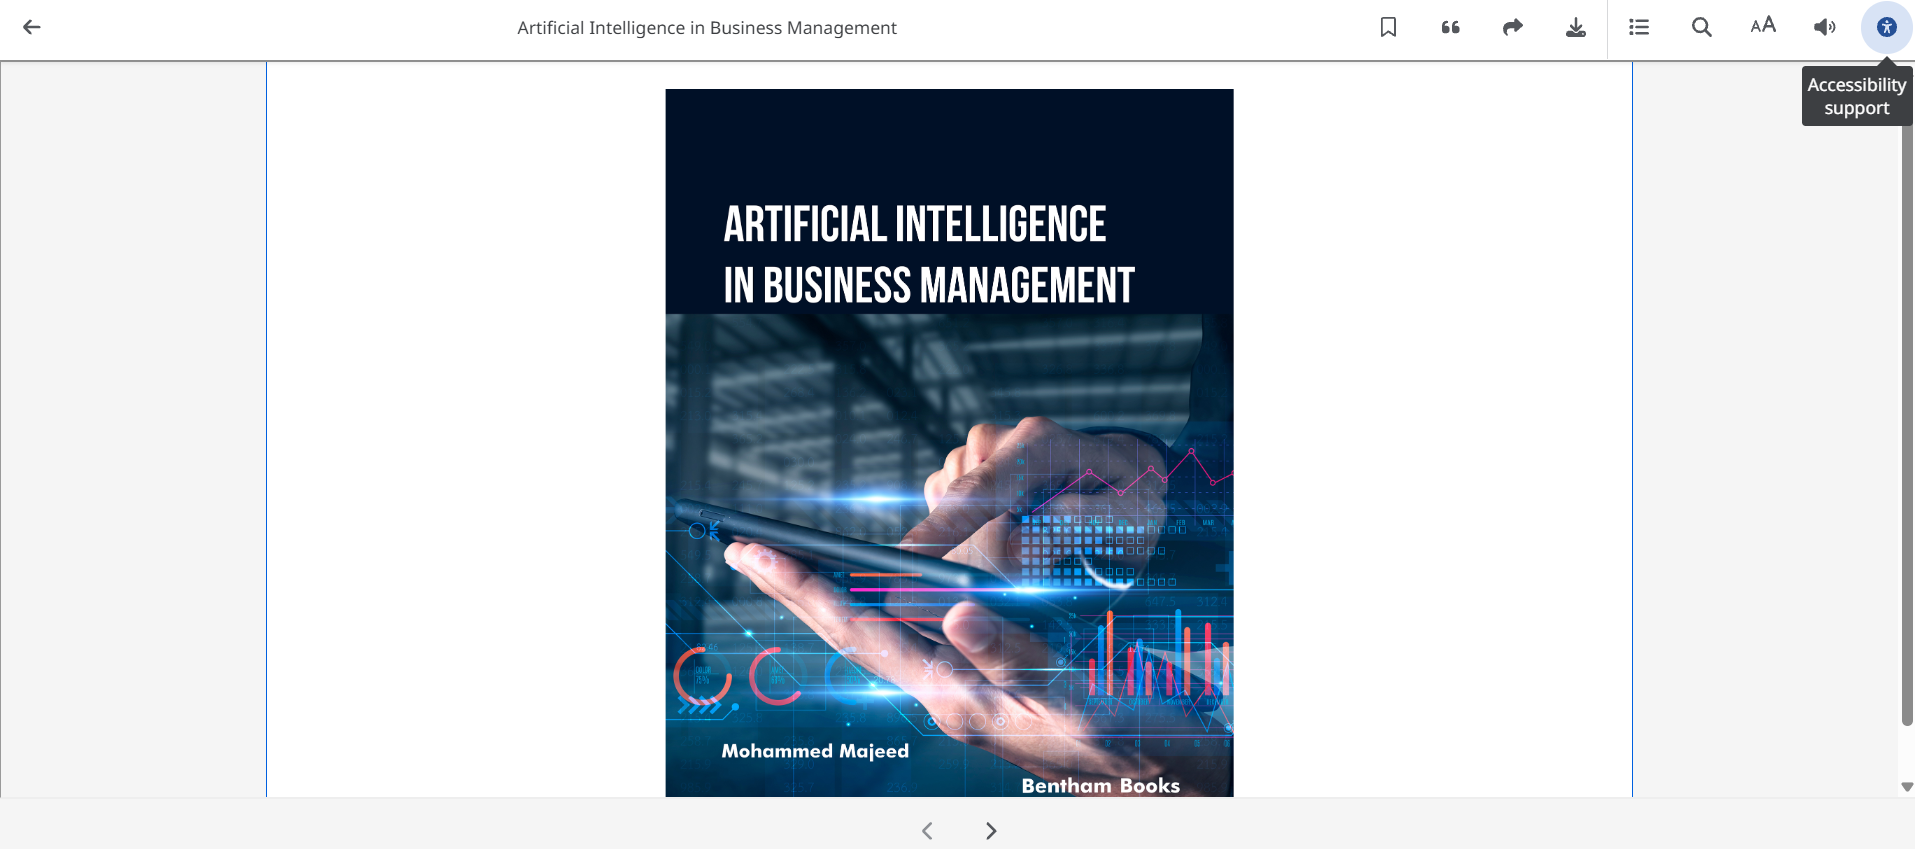 Artificial Intelligence in Business Management
AA
Accessibility
support
ARTIFICIAL INTELLIGENCE
IN BUSINESS MANAGEMENT
Mohammed Majeed
Bentham Books